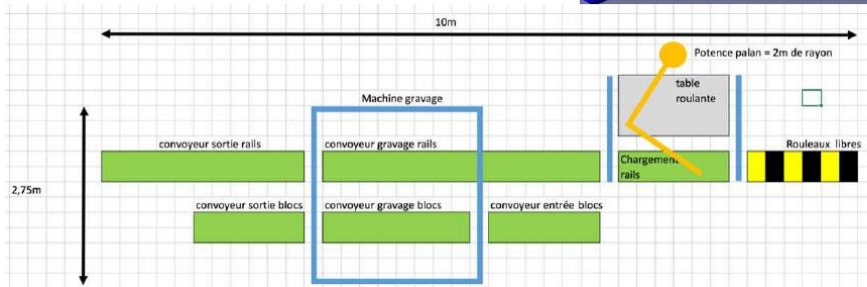 10m
Potence palan = 2m de rayon
table
roulante
Machine gravage
convoyeur sortie rails
convoyeur gravage rails
Chargement
rails
Rouleaux libres
2,75m
convoyeur sortie blocs
convoyeur gravage blocs
convoyeur entrée blocs